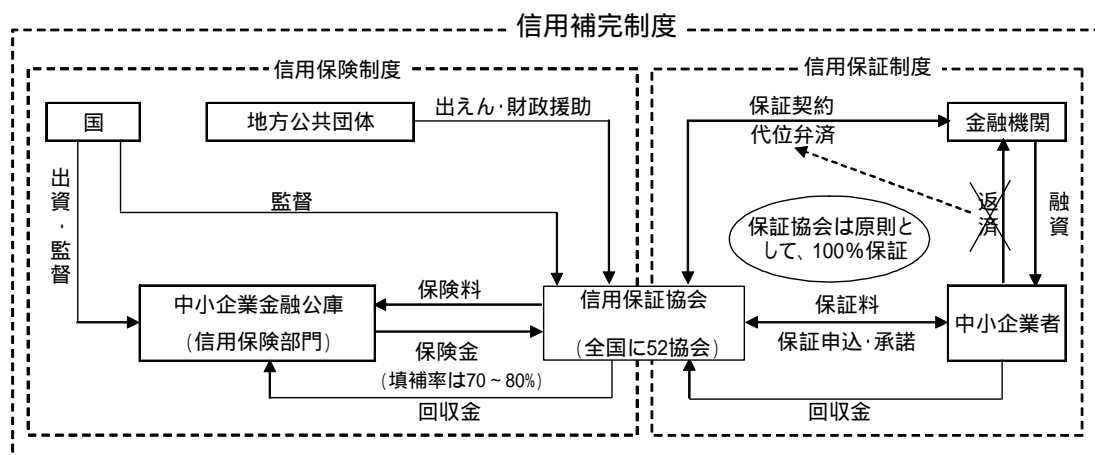 信用補完制度
信用保険制度
信用保証制度
国
地方公共団体
出えん・財政援助
保証契約
代位弁済
金融機関
出資・監督
監督
返済
融資
保証協会は原則と
して、100%保証
中小企業金融公庫
(信用保険部門)
保険料
保険金
(填補率は70~80%)
回収金
信用保証協会
(全国に52協会)
保証料
保証申込・承諾
中小企業者
回収金